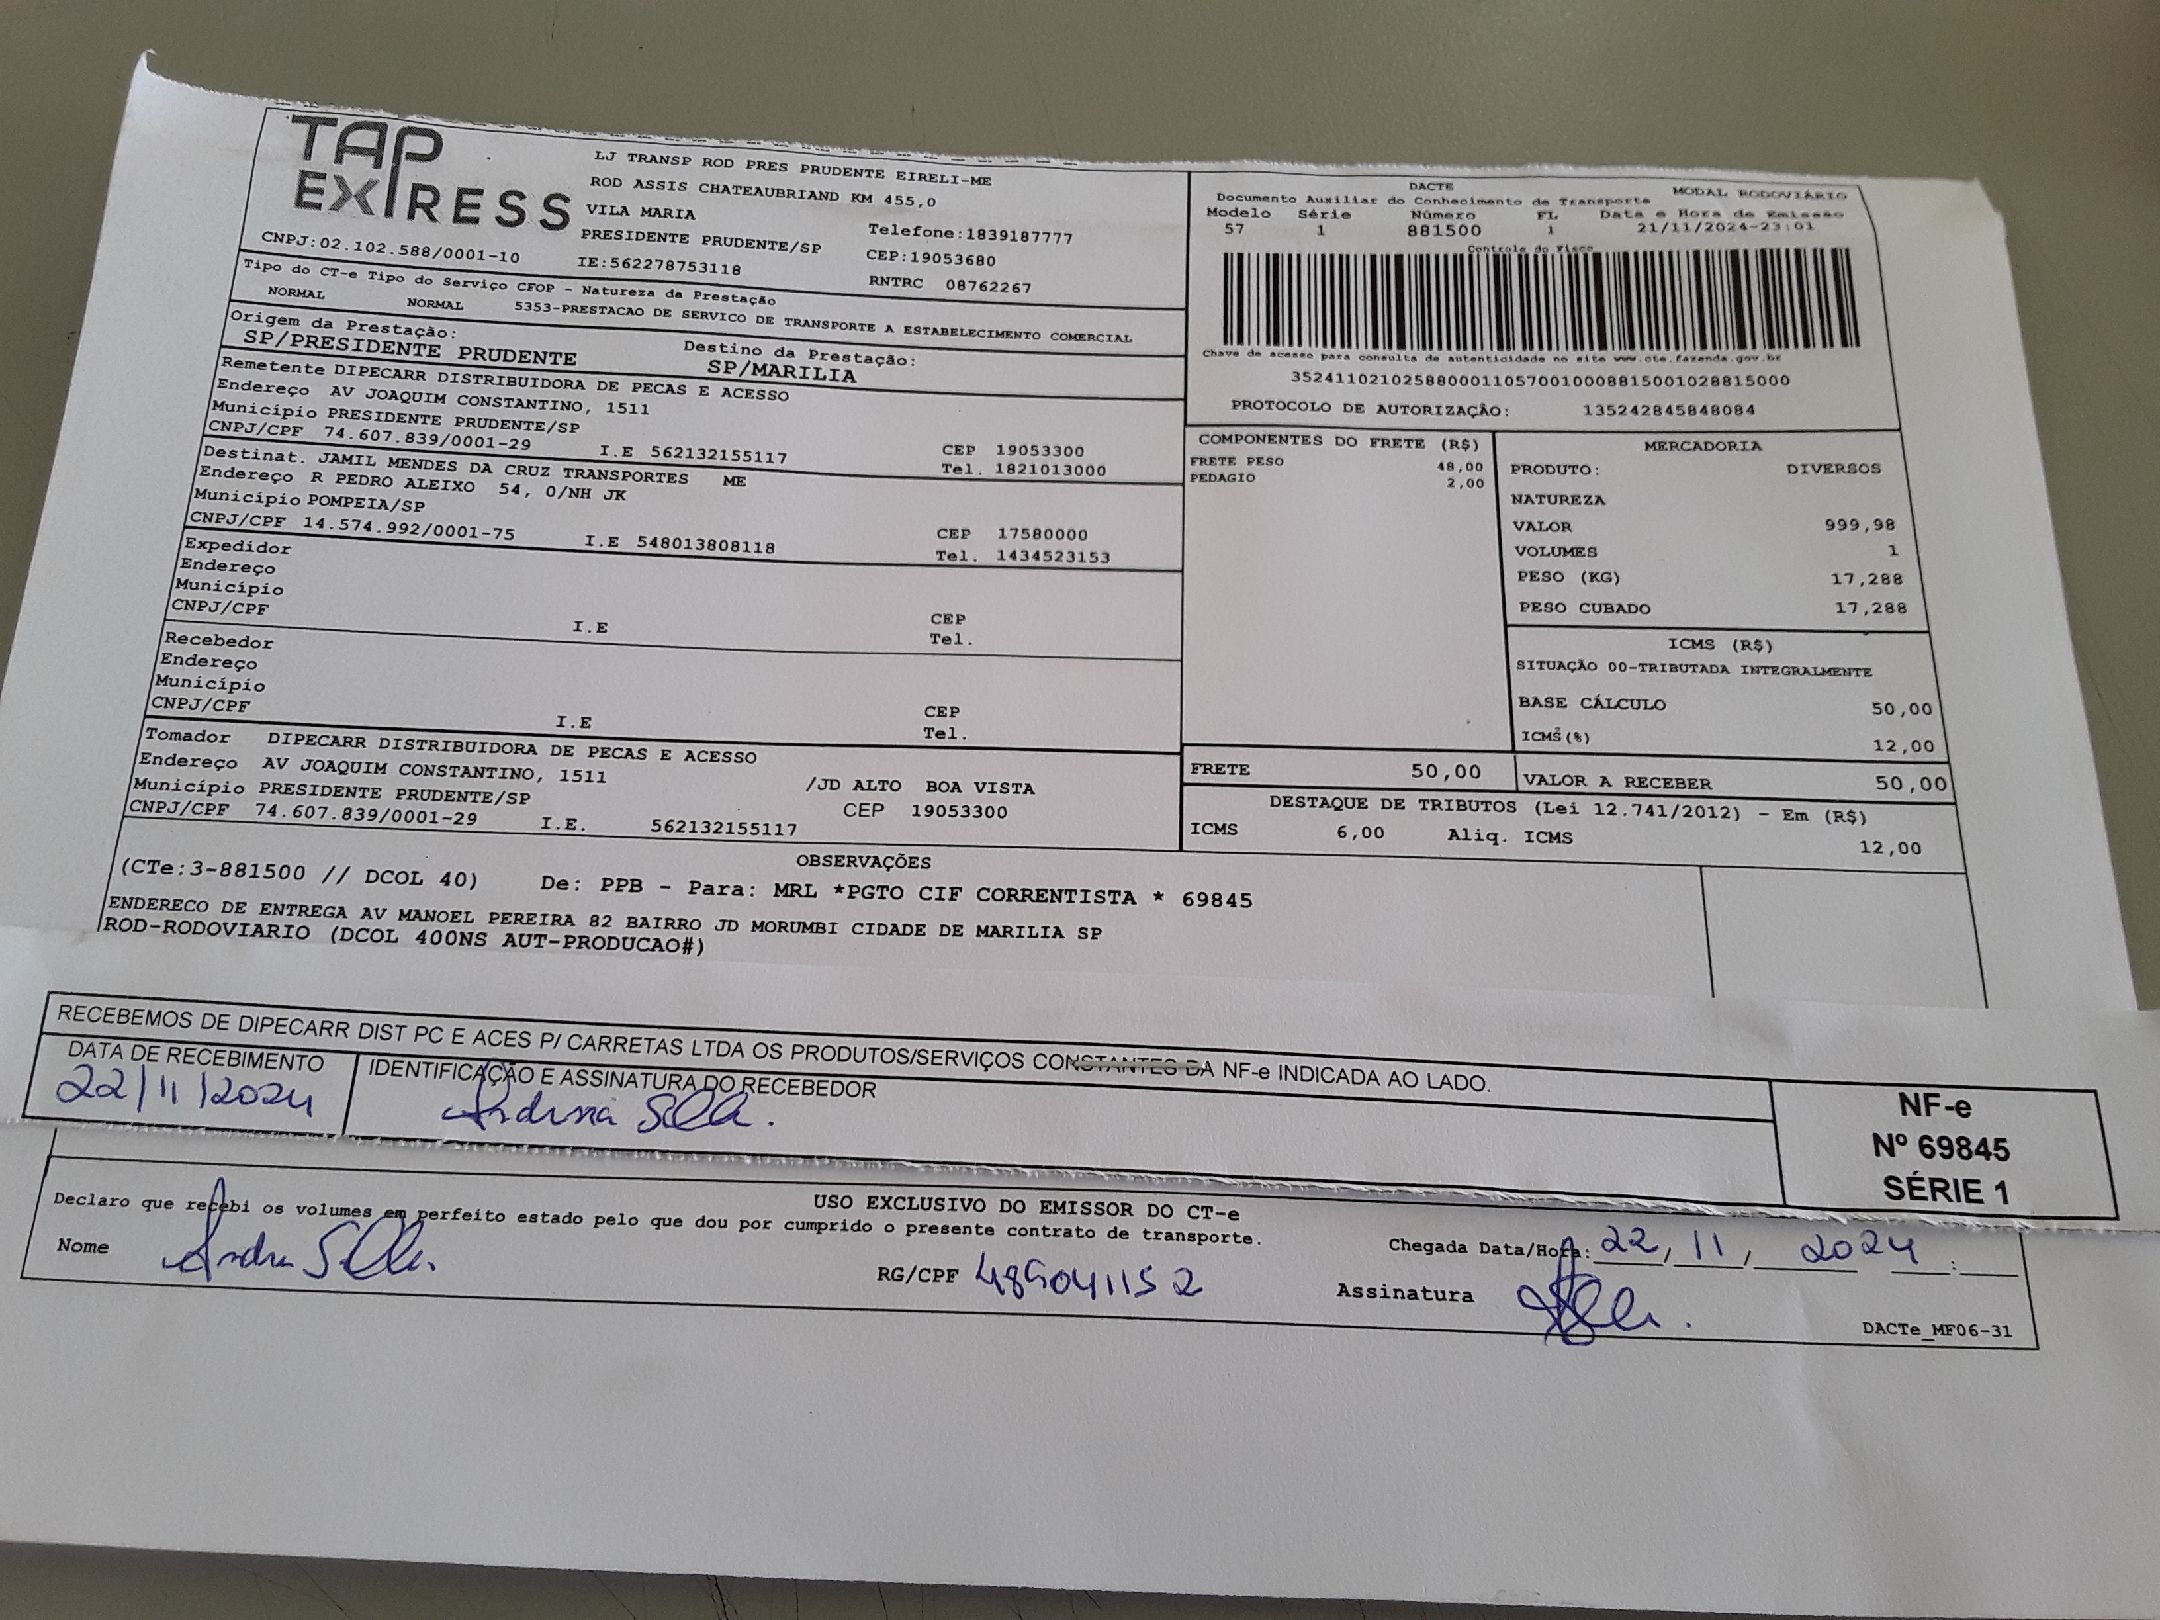 TAP EXPRESS
LJ TRANSP ROD PRES PRUDENTE EIRELI-ME
ROD ASSIS CHATEAUBRIAND KM 455,0
VILA MARIA
PRESIDENTE PRUDENTE/SP Telefone:1839187777
CNPJ:02.102.588/0001-10 IE:562278753118 CEP:19053680
RNTRC 08762267
Tipo do CT-e Tipo do Serviço CFOP - Natureza da Prestação
NORMAL NORMAL 5353-PRESTACAO DE SERVICO DE TRANSPORTE A ESTABELECIMENTO COMERCIAL
Origem da Prestação: Destino da Prestação:
SP/PRESIDENTE PRUDENTE SP/MARILIA
Remetente DIPECARR DISTRIBUIDORA DE PECAS E ACESSO
Endereço AV JOAQUIM CONSTANTINO, 1511
Município PRESIDENTE PRUDENTE/SP CEP 19053300
CNPJ/CPF 74.607.839/0001-29 I.E 562132155117 Tel. 1821013000
Destinat. JAMIL MENDES DA CRUZ TRANSPORTES ME
Endereço R PEDRO ALEIXO 54, 0/NH JK
Município POMPEIA/SP CEP 17580000
CNPJ/CPF 14.574.992/0001-75 I.E 548013808118 Tel. 1434523153
Expedidor
Endereço
Município CEP
CNPJ/CPF I.E Tel.
Recebedor
Endereço
Município CEP
CNPJ/CPF I.E Tel.
Tomador DIPECARR DISTRIBUIDORA DE PECAS E ACESSO
Endereço AV JOAQUIM CONSTANTINO, 1511 /JD ALTO BOA VISTA
Município PRESIDENTE PRUDENTE/SP CEP 19053300
CNPJ/CPF 74.607.839/0001-29 I.E. 562132155117
DACTE MODAL RODOVIÁRIO
Documento Auxiliar do Conhecimento de Transporte
Modelo Série Número FL Data e Hora de Emissão
57 1 881500 1 21/11/2024-23:01
Controle do Fisco
Chave de acesso para consulta de autenticidade no site www.cte.fazenda.gov.br
35241102102588000110570010008815001028815000
PROTOCOLO DE AUTORIZAÇÃO: 135242845848084
COMPONENTES DO FRETE (R$)
FRETE PESO 48,00
PEDAGIO 2,00
MERCADORIA
PRODUTO: DIVERSOS
NATUREZA
VALOR 999,98
VOLUMES 1
PESO (KG) 17,288
PESO CUBADO 17,288
ICMS (R$)
SITUAÇÃO 00-TRIBUTADA INTEGRALMENTE
BASE CÁLCULO 50,00
ICMS(%) 12,00
FRETE 50,00 VALOR A RECEBER 50,00
DESTAQUE DE TRIBUTOS (Lei 12.741/2012) - Em (R$)
ICMS 6,00 Aliq. ICMS 12,00
OBSERVAÇÕES
(CTe:3-881500 // DCOL 40) De: PPB - Para: MRL *PGTO CIF CORRENTISTA * 69845
ENDERECO DE ENTREGA AV MANOEL PEREIRA 82 BAIRRO JD MORUMBI CIDADE DE MARILIA SP
ROD-RODOVIARIO (DCOL 400NS AUT-PRODUCAO#)
RECEBEMOS DE DIPECARR DIST PC E ACES P/ CARRETAS LTDA OS PRODUTOS/SERVIÇOS CONSTANTES DA NF-e INDICADA AO LADO.
DATA DE RECEBIMENTO IDENTIFICAÇÃO E ASSINATURA DO RECEBEDOR
22/11/2024
NF-e
Nº 69845
SÉRIE 1
USO EXCLUSIVO DO EMISSOR DO CT-e
Declaro que recebi os volumes em perfeito estado pelo que dou por cumprido o presente contrato de transporte.
Chegada Data/Hora: 22/11/2024 :
Nome RG/CPF 489041152 Assinatura
DACTe_MF06-31